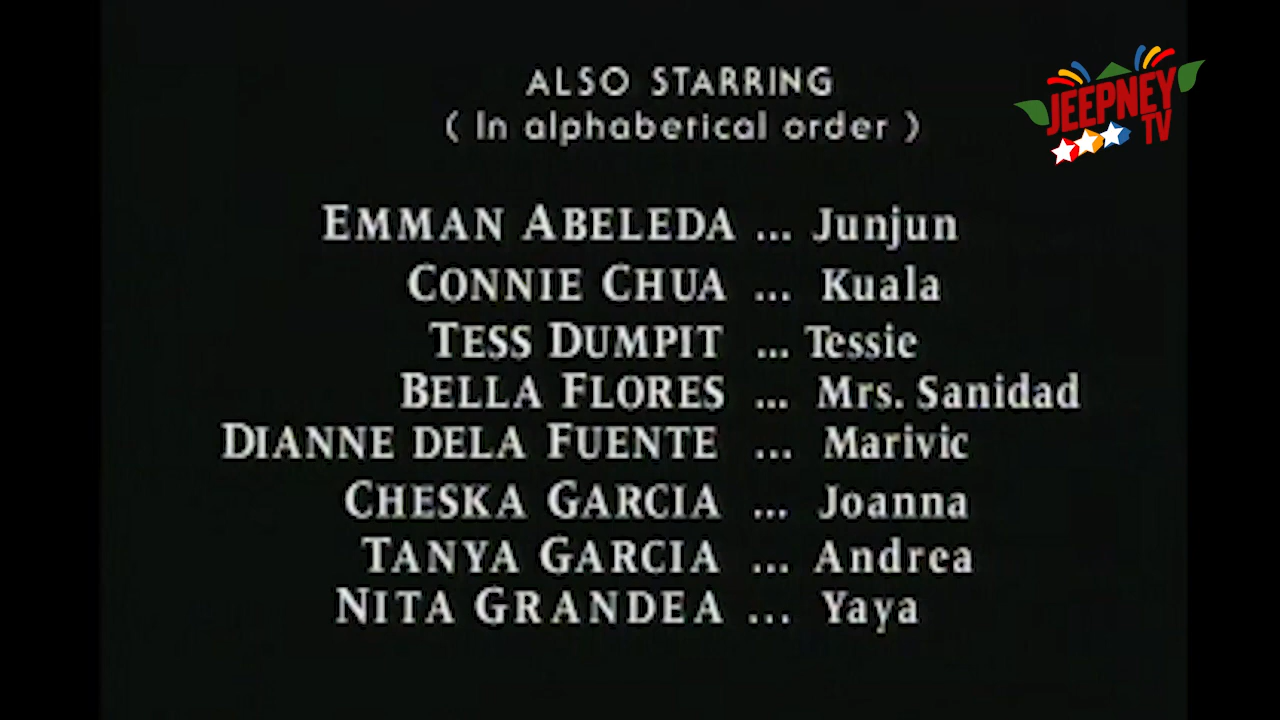 ALSO STARRING
( In alphabetical order )
JEEPNEY
TV
EMMAN ABELEDA ... Junjun
CONNIE CHUA ... Kuala
TESS DUMPIT ... Tessie
BELLA FLORES ... Mrs. Sanidad
DIANNE DELA FUENTE ... Marivic
CHESKA GARCIA ... Joanna
TANYA GARCIA ... Andrea
NITA GRANDEA ... Yaya